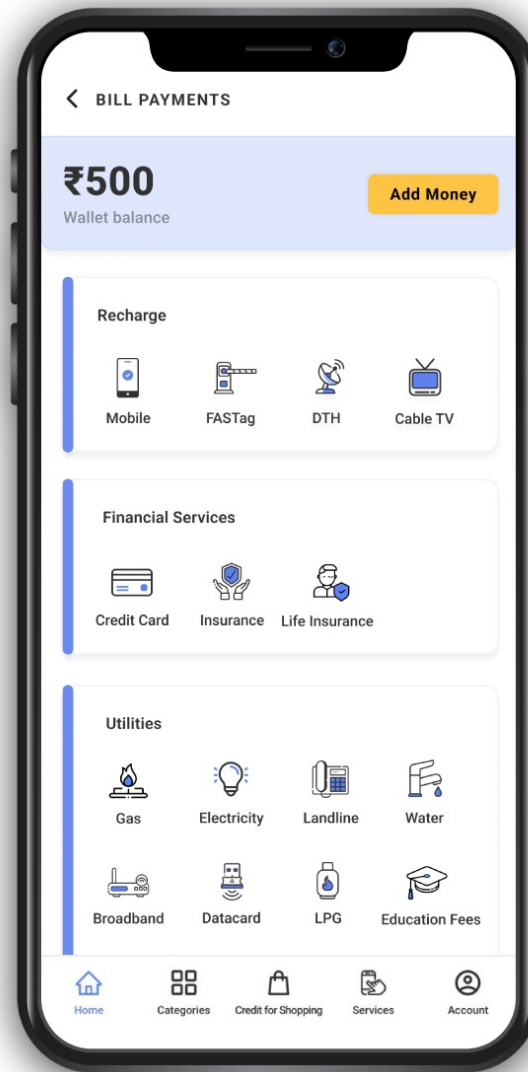 BILL PAYMENTS
₹500
Wallet balance
Add Money
Recharge
Mobile FASTag DTH Cable TV
Financial Services
Credit Card Insurance Life Insurance
Utilities
Gas Electricity Landline Water
Broadband Datacard LPG Education Fees
Home Categories Credit for Shopping Services Account